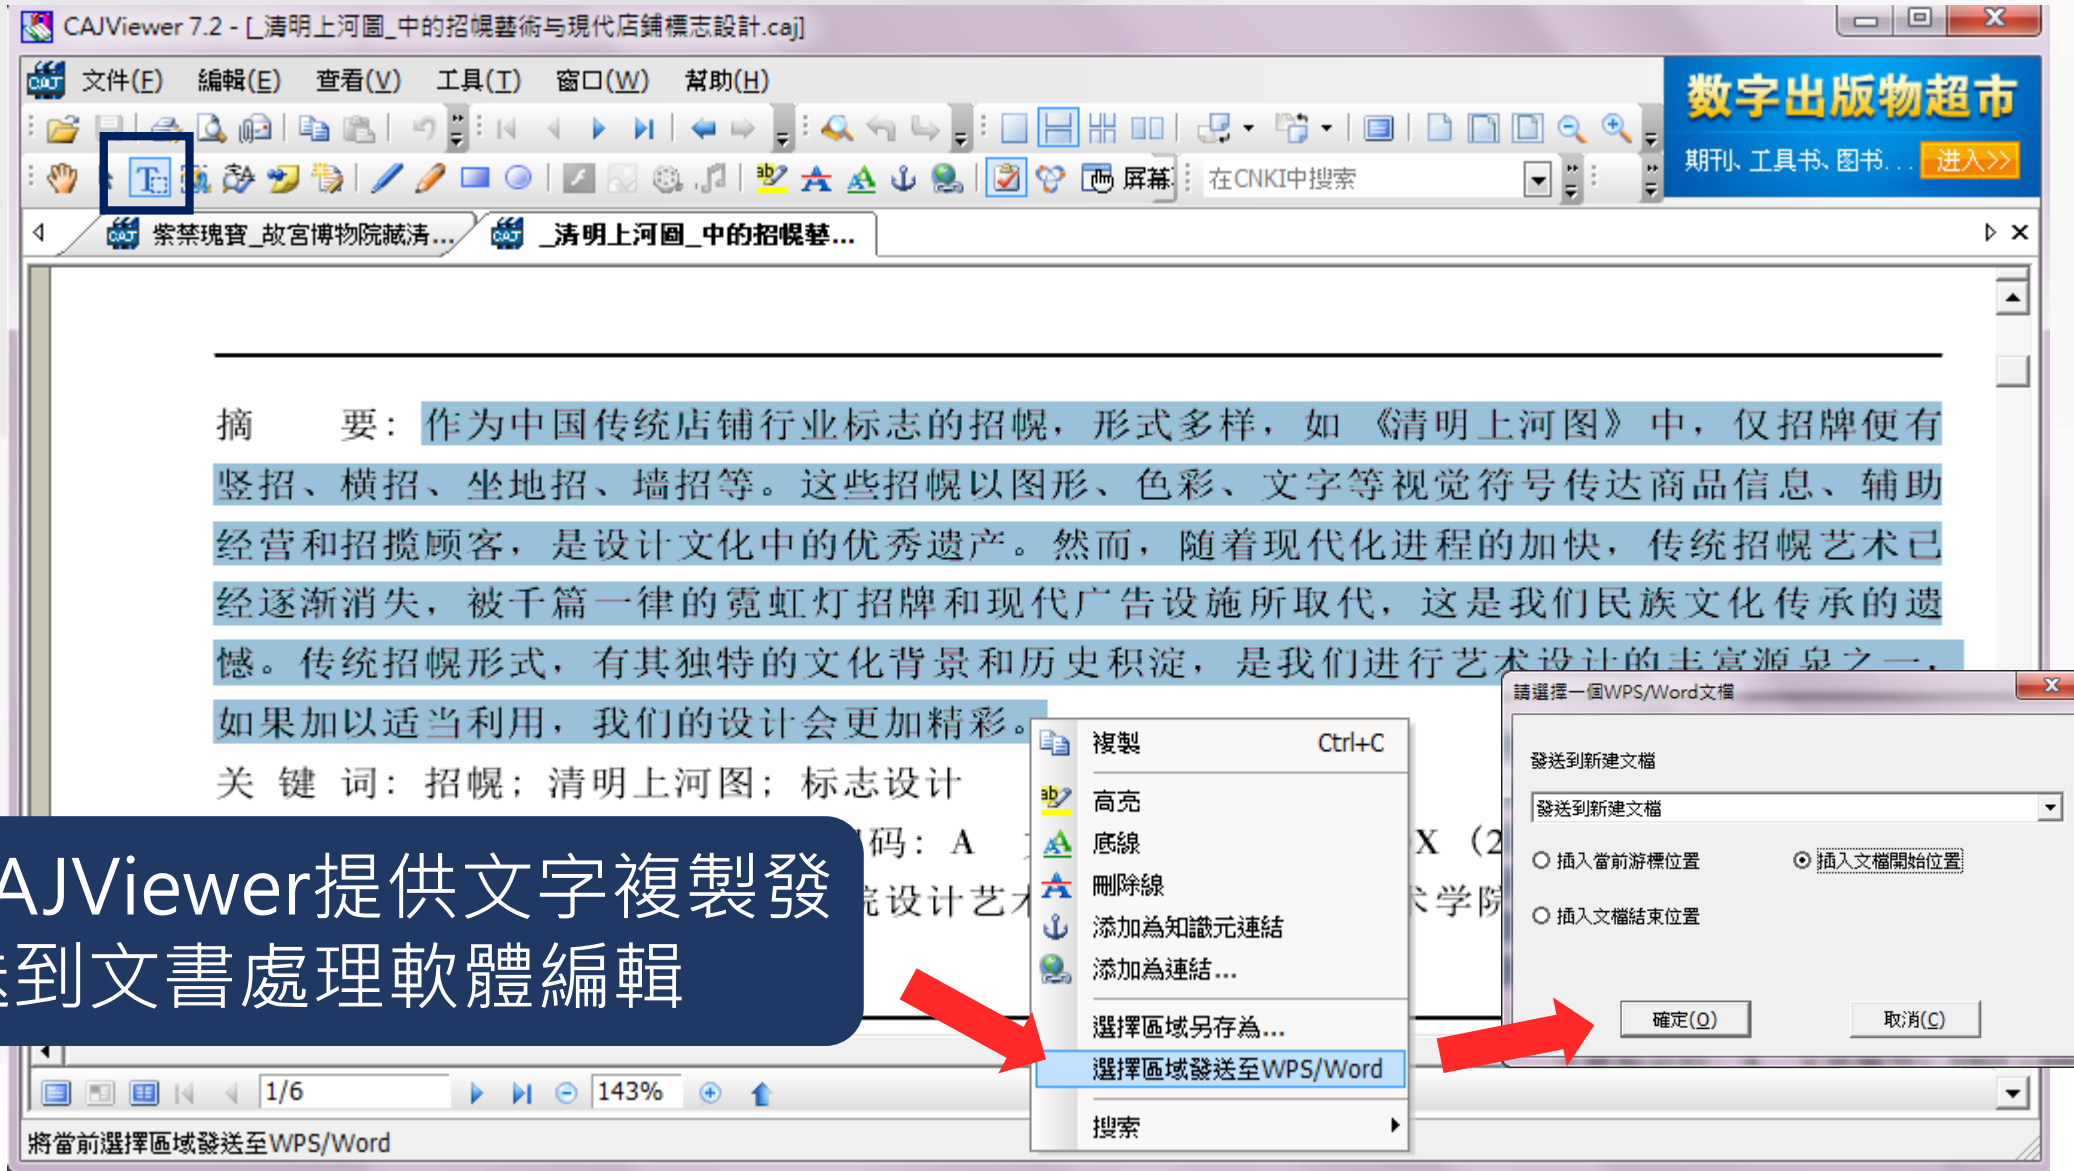 CAJViewer 7.2 - [_清明上河圖_中的招幌藝術与現代店鋪標志設計.caj]
文件(F) 編輯(E) 查看(V) 工具(T) 窗口(W) 幫助(H)
数字出版物超市
期刊、工具书、图书... 进入>>
屏幕
在CNKI中搜索
紫禁瑰寶_故宮博物院藏清...
_清明上河圖_中的招幌藝...
摘 要：作为中国传统店铺行业标志的招幌，形式多样，如《清明上河图》中，仅招牌便有
竖招、横招、坐地招、墙招等。这些招幌以图形、色彩、文字等视觉符号传达商品信息、辅助
经营和招揽顾客，是设计文化中的优秀遗产。然而，随着现代化进程的加快，传统招幌艺术已
经逐渐消失，被千篇一律的霓虹灯招牌和现代广告设施所取代，这是我们民族文化传承的遗
憾。传统招幌形式，有其独特的文化背景和历史积淀，是我们进行艺术设计的丰富源泉之一，
如果加以适当利用，我们的设计会更加精彩。
关 键 词：招幌；清明上河图；标志设计
码：A
X (2
设计艺
术学院
AJViewer提供文字複製發
送到文書處理軟體編輯
複製 Ctrl+C
高亮
底線
刪除線
添加為知識元連結
添加為連結...
選擇區域另存為...
選擇區域發送至WPS/Word
搜索
請選擇一個WPS/Word文檔
發送到新建文檔
發送到新建文檔
插入當前游標位置
插入文檔開始位置
插入文檔結束位置
確定(O)
取消(C)
1/6
143%
將當前選擇區域發送至WPS/Word